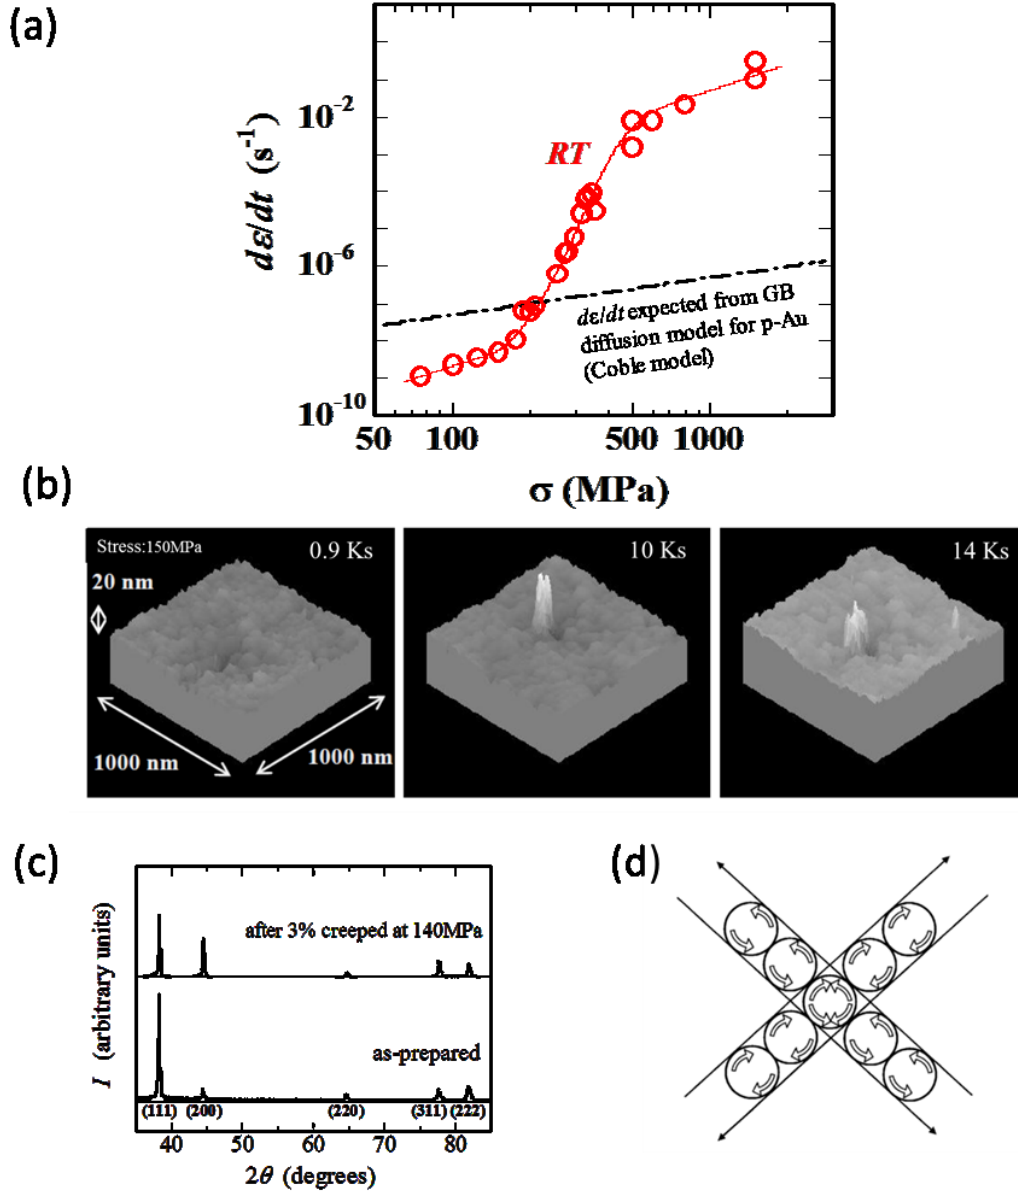 (a)
dε/dt (s⁻¹)
10⁻²
10⁻⁶
10⁻¹⁰
RT
dε/dt expected from GB
diffusion model for p-Au
(Coble model)
50 100 500 1000
σ (MPa)
(b)
Stress:150MPa 0.9 Ks
20 nm
1000 nm 1000 nm
10 Ks
14 Ks
(c)
I (arbitrary units)
after 3% creeped at 140MPa
as-prepared
(111) (200) (220) (311) (222)
40 50 60 70 80
2θ (degrees)
(d)